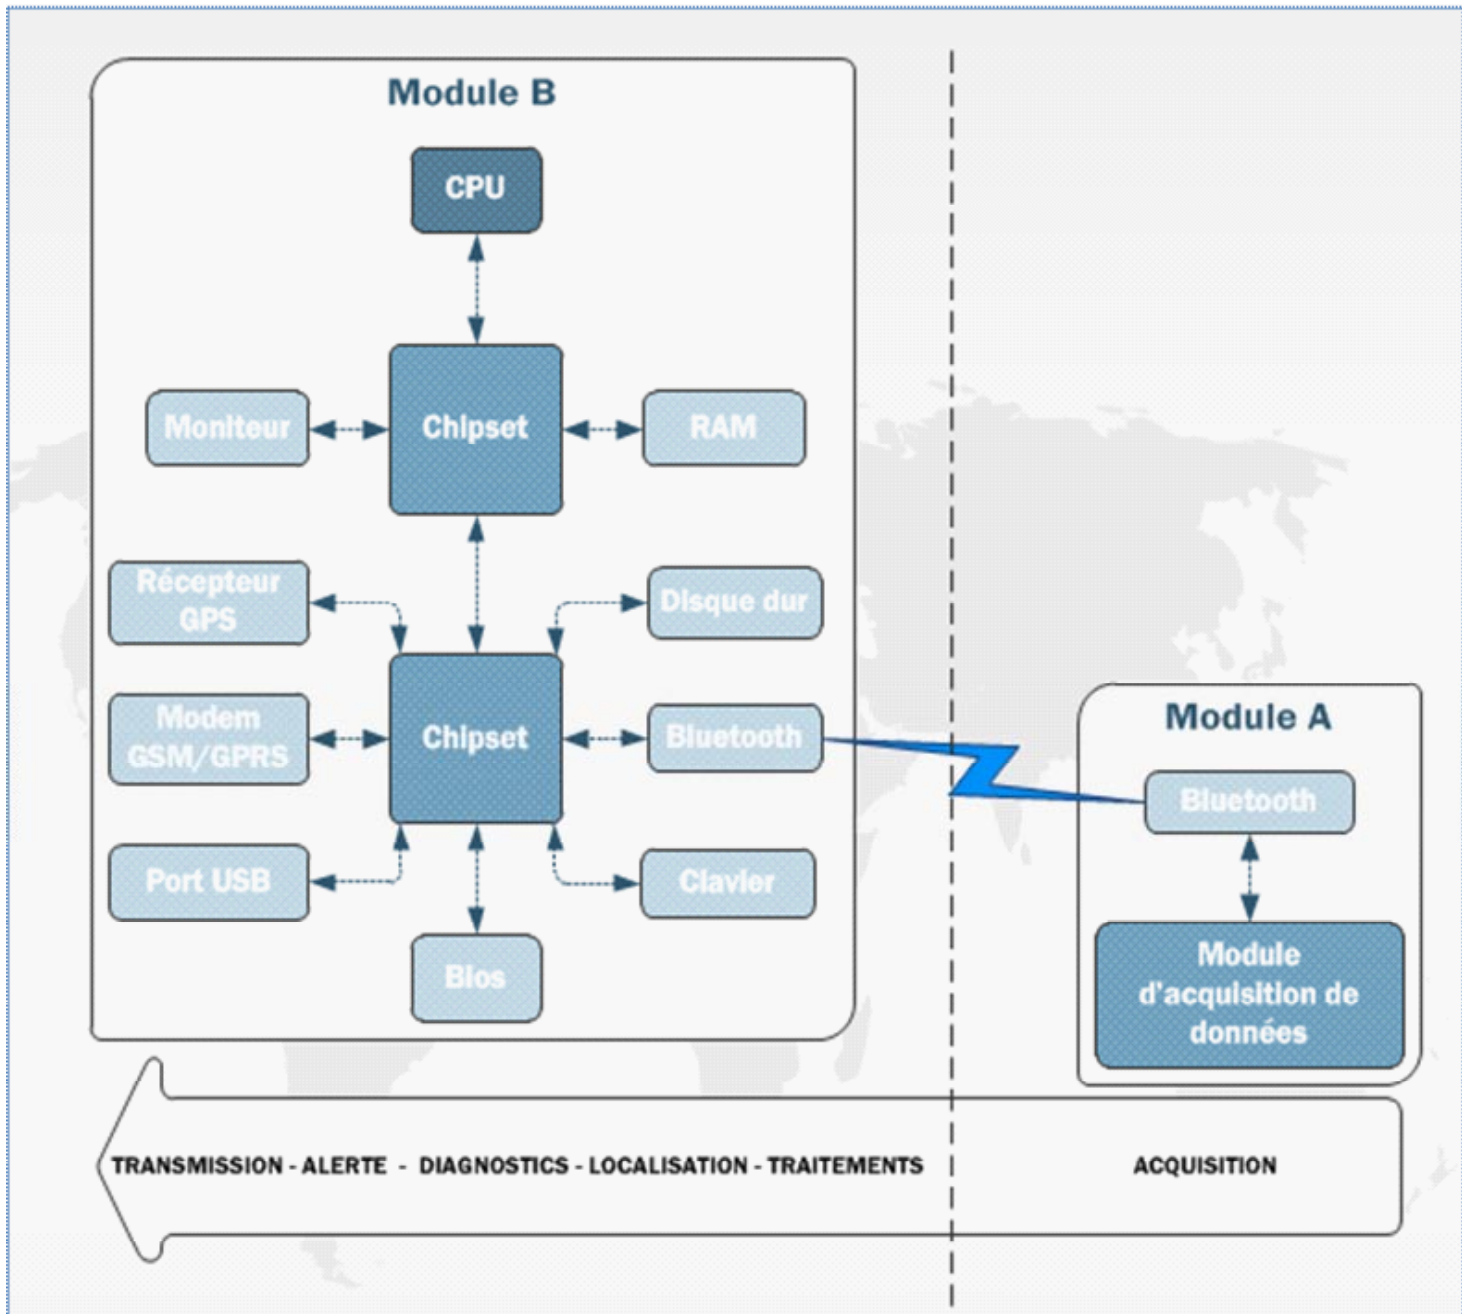 Module B
CPU
Moniteur
Chipset
RAM
Récepteur
GPS
Disque dur
Modem
GSM/GPRS
Chipset
Bluetooth
Port USB
Clavier
Bios
Module A
Bluetooth
Module
d'acquisition de
données
TRANSMISSION - ALERTE - DIAGNOSTICS - LOCALISATION - TRAITEMENTS
ACQUISITION